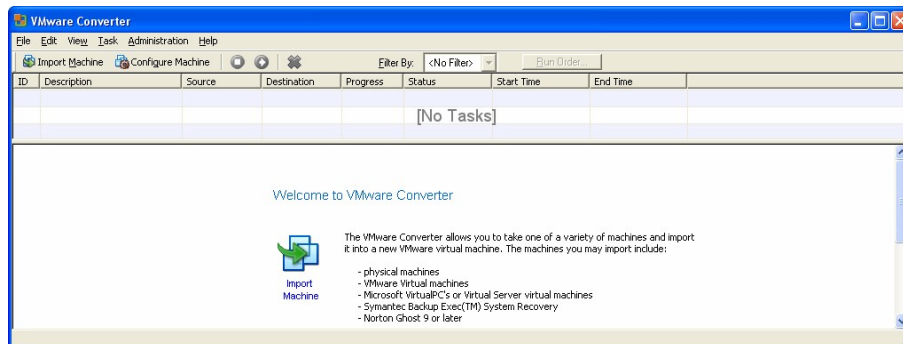 VMware Converter
File Edit View Task Administration Help
Import Machine Configure Machine Filter By: <No Filter> Run Order...
ID Description Source Destination Progress Status Start Time End Time
[No Tasks]
Welcome to VMware Converter
The VMware Converter allows you to take one of a variety of machines and import
it into a new VMware virtual machine. The machines you may import include:
- physical machines
- VMware Virtual machines
- Microsoft VirtualPC's or Virtual Server virtual machines
- Symantec Backup Exec(TM) System Recovery
- Norton Ghost 9 or later
Import
Machine